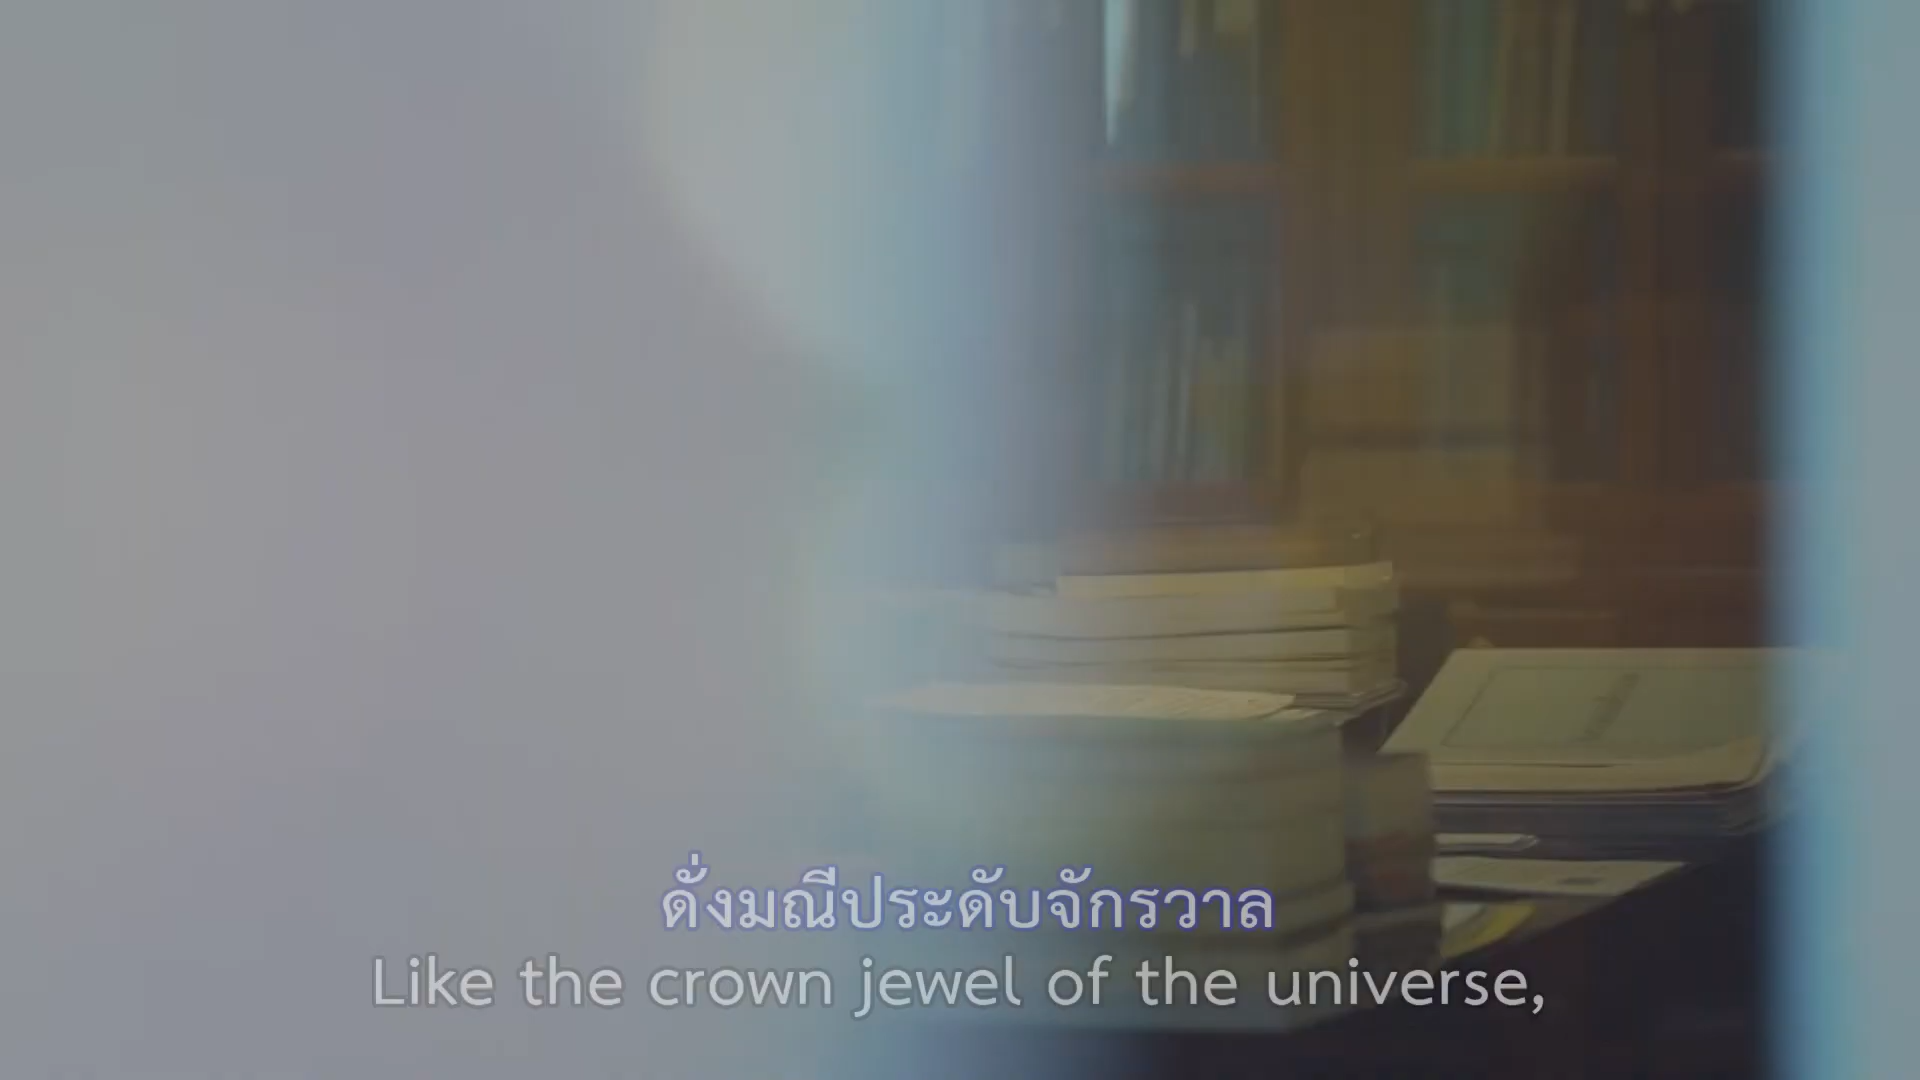 ดั่งมณีประดับจักรวาล
Like the crown jewel of the universe,